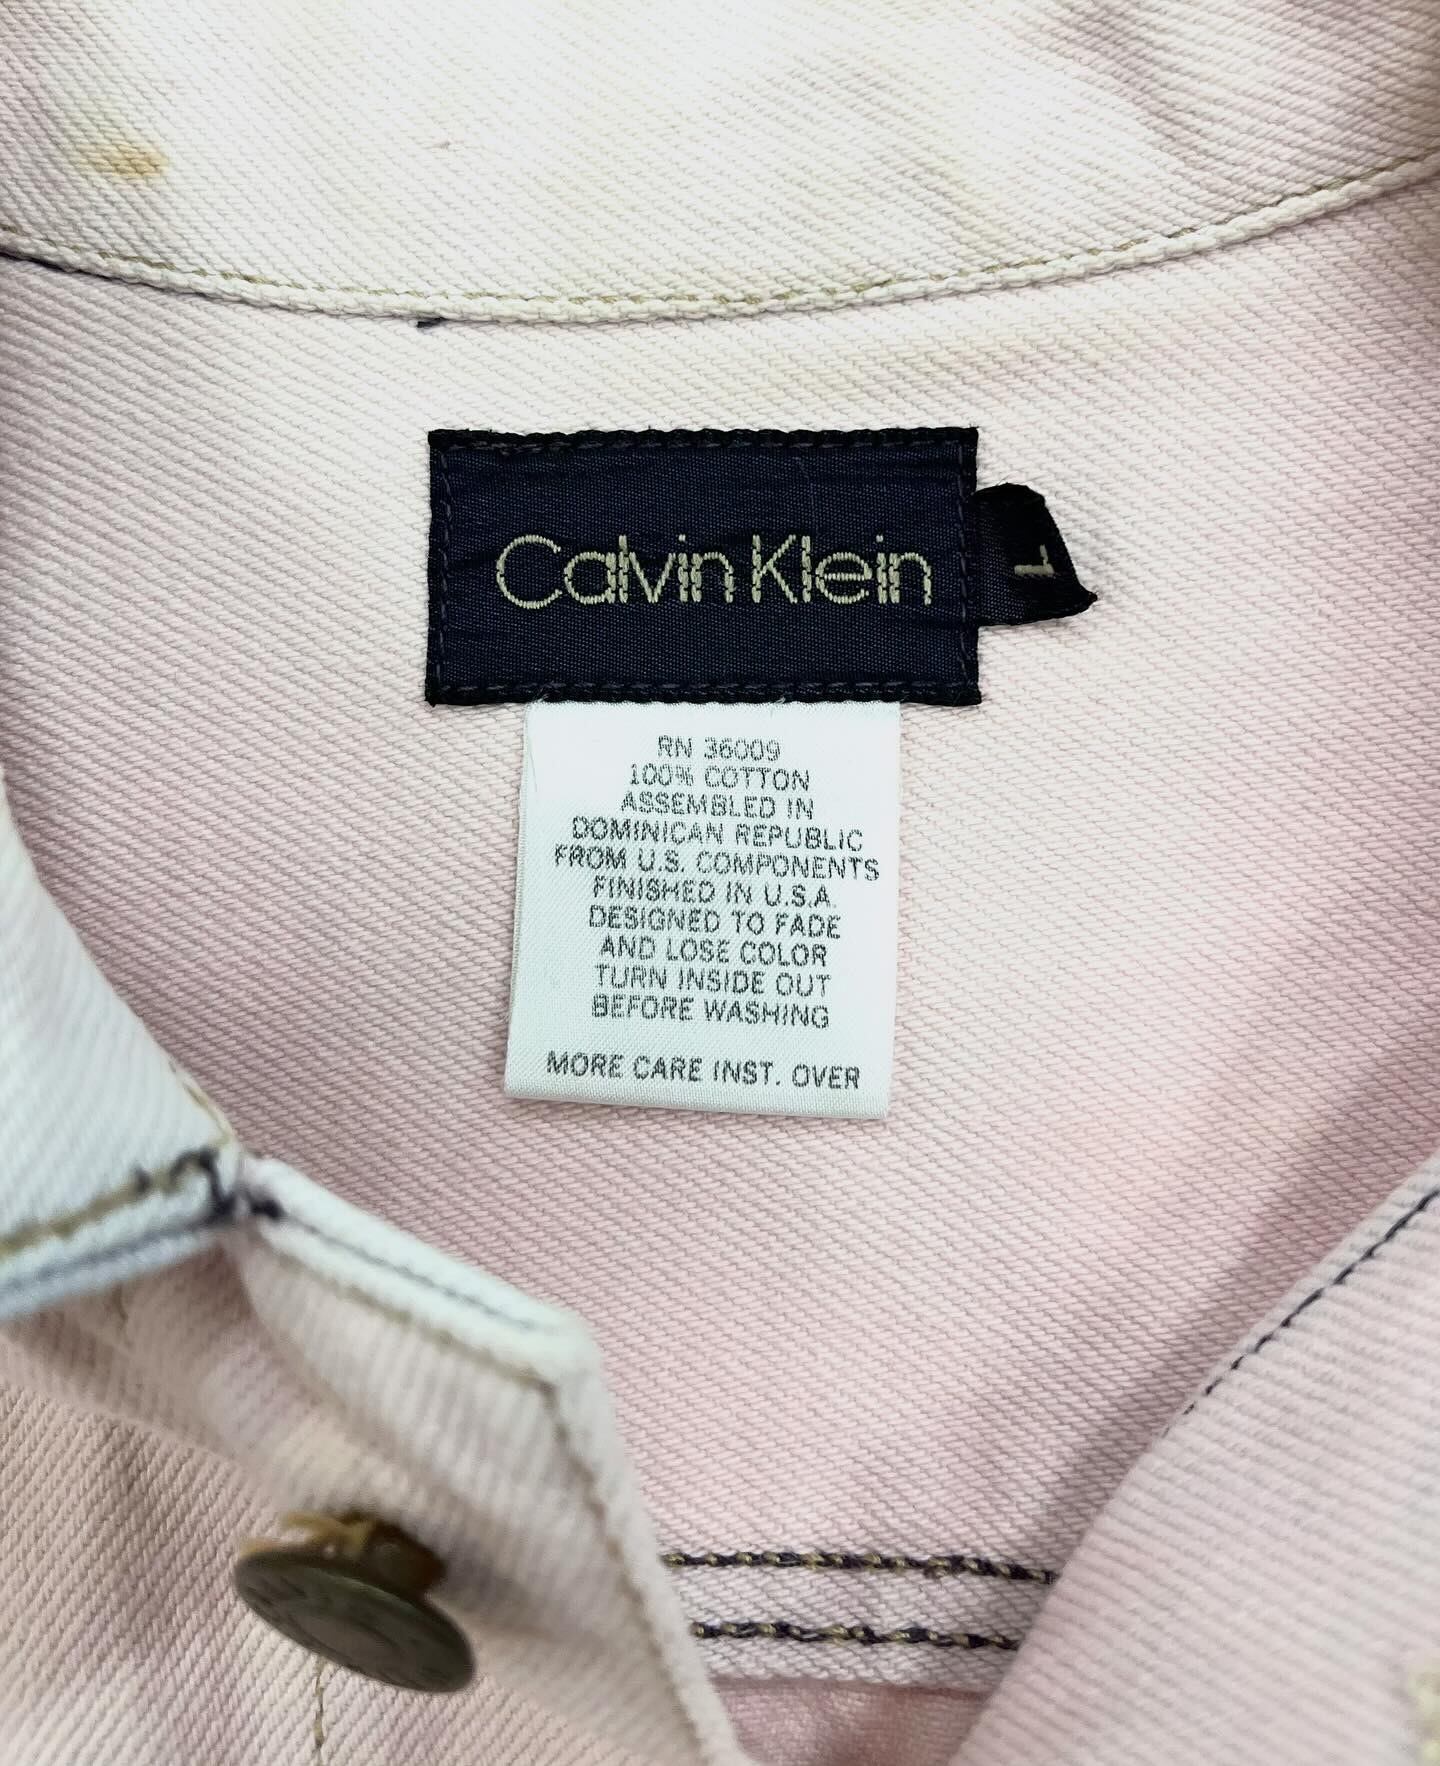 Calvin Klein
L
RN 36009
100% COTTON
ASSEMBLED IN
DOMINICAN REPUBLIC
FROM U.S. COMPONENTS
FINISHED IN U.S.A.
DESIGNED TO FADE
AND LOSE COLOR
TURN INSIDE OUT
BEFORE WASHING
MORE CARE INST. OVER